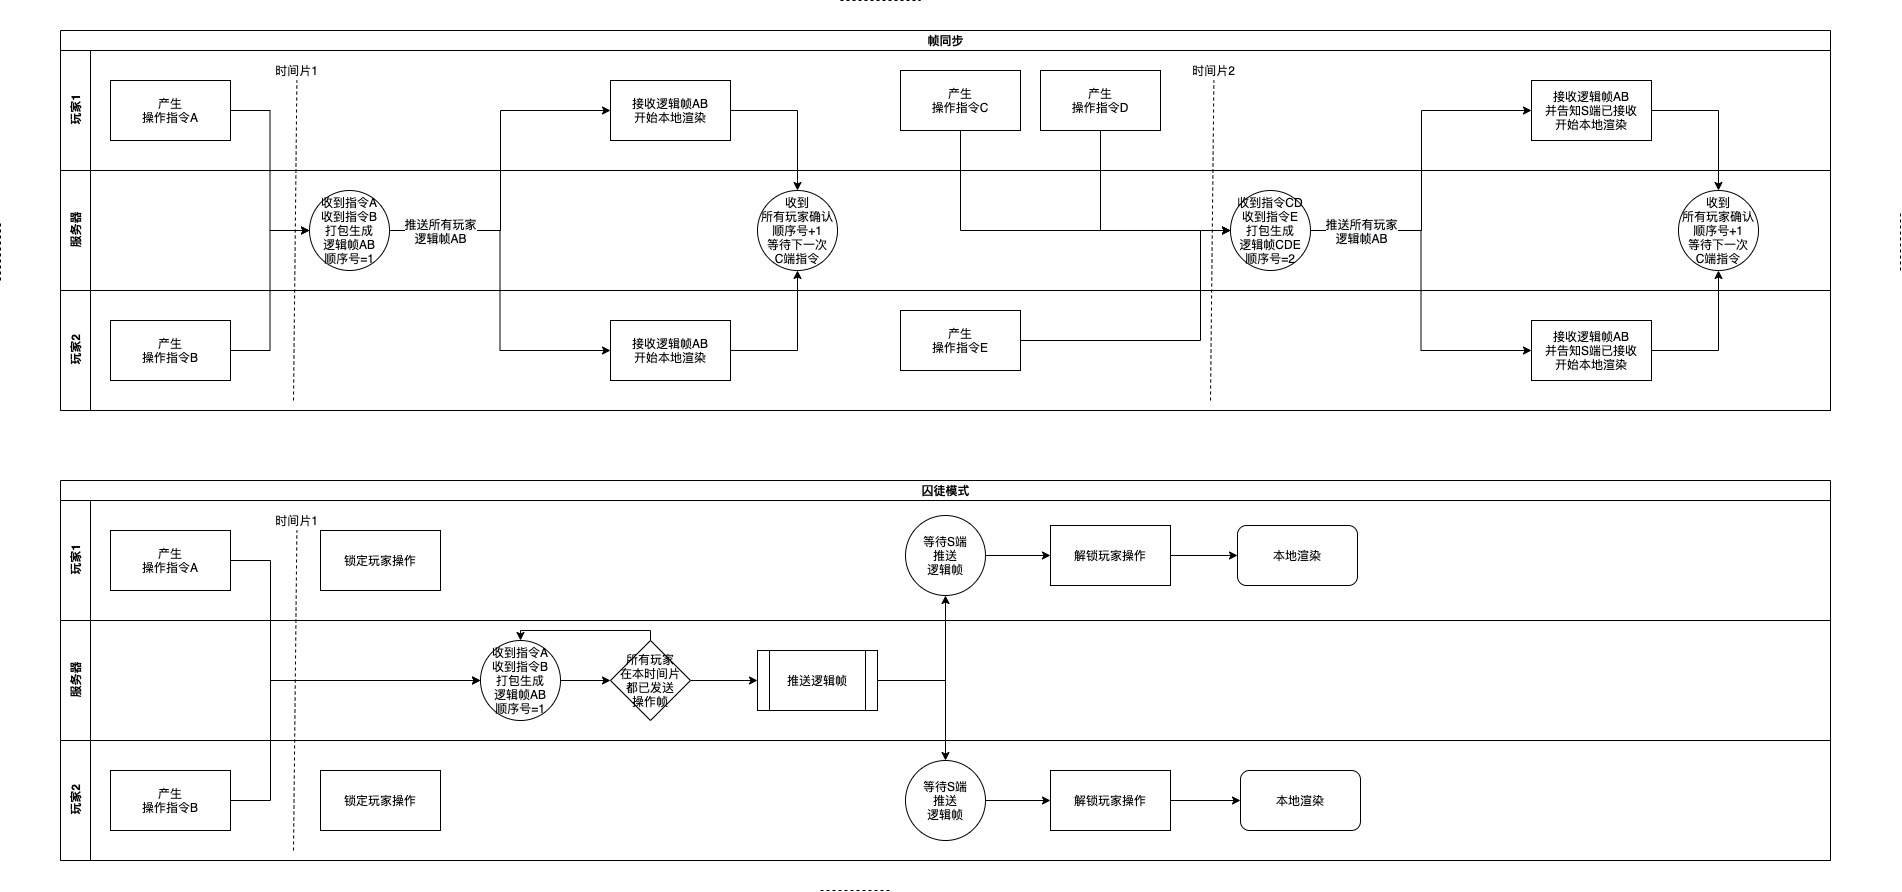 帧同步
玩家1
时间片1
产生
操作指令A
接收逻辑帧AB
开始本地渲染
产生
操作指令C
产生
操作指令D
时间片2
接收逻辑帧AB
并告知S端已接收
开始本地渲染
服务器
收到指令A
收到指令B
打包生成
逻辑帧AB
顺序号=1
推送所有玩家
逻辑帧AB
收到
所有玩家确认
顺序号+1
等待下一次
C端指令
收到指令CD
收到指令E
打包生成
逻辑帧CDE
顺序号=2
推送所有玩家
逻辑帧AB
收到
所有玩家确认
顺序号+1
等待下一次
C端指令
玩家2
产生
操作指令B
接收逻辑帧AB
开始本地渲染
产生
操作指令E
接收逻辑帧AB
并告知S端已接收
开始本地渲染
囚徒模式
玩家1
时间片1
产生
操作指令A
锁定玩家操作
等待S端
推送
逻辑帧
解锁玩家操作
本地渲染
服务器
收到指令A
收到指令B
打包生成
逻辑帧AB
顺序号=1
所有玩家
在本时间片
都已发送
操作帧
推送逻辑帧
玩家2
产生
操作指令B
锁定玩家操作
等待S端
推送
逻辑帧
解锁玩家操作
本地渲染